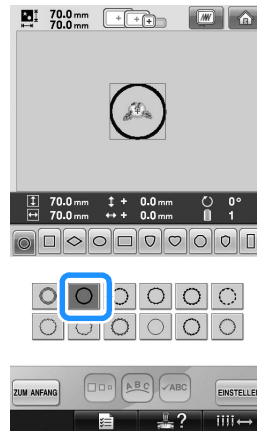 70.0 mm
70.0 mm
70.0 mm + 0.0 mm 0°
70.0 mm + 0.0 mm 1
ZUM ANFANG ABC ABC EINSTELLE
?